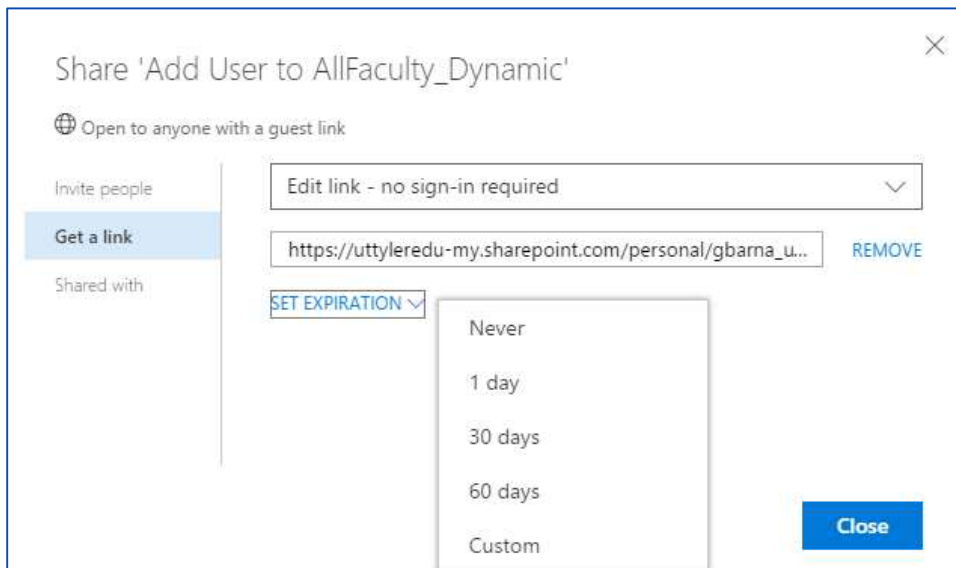 Share 'Add User to AllFaculty_Dynamic'
Open to anyone with a guest link
Invite people
Get a link
Shared with
Edit link - no sign-in required
https://uttyleredu-my.sharepoint.com/personal/gbarna_u...
REMOVE
SET EXPIRATION
Never
1 day
30 days
60 days
Custom
Close